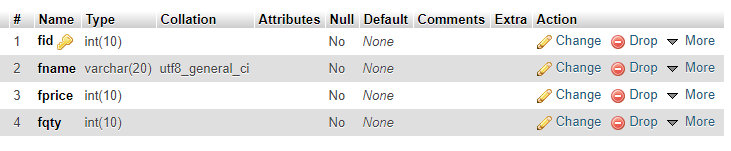 # Name Type Collation Attributes Null Default Comments Extra Action
1 fid int(10) No None Change Drop More
2 fname varchar(20) utf8_general_ci No None Change Drop More
3 fprice int(10) No None Change Drop More
4 fqty int(10) No None Change Drop More